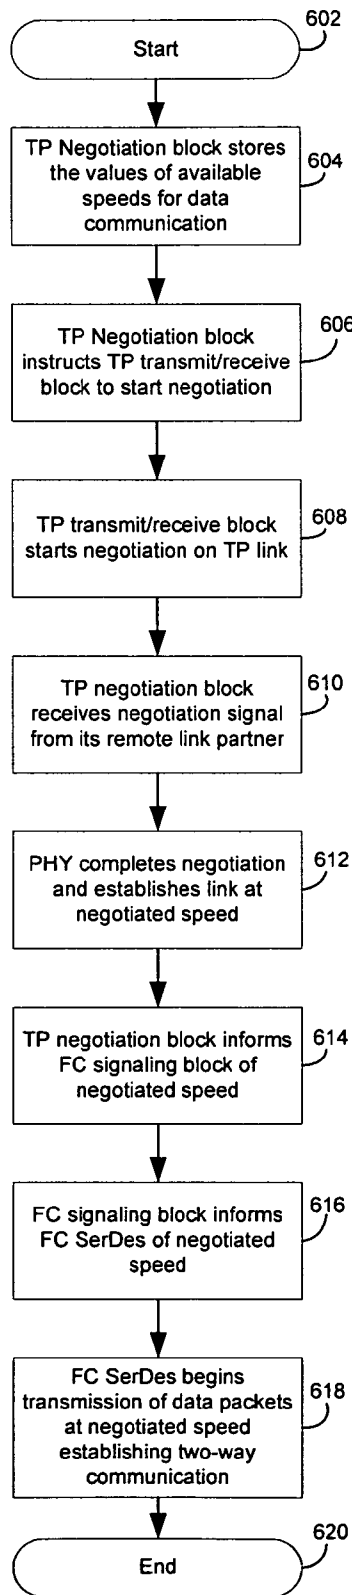 602
Start
TP Negotiation block stores
the values of available
speeds for data
communication
604
TP Negotiation block
instructs TP transmit/receive
block to start negotiation
606
TP transmit/receive block
starts negotiation on TP link
608
TP negotiation block
receives negotiation signal
from its remote link partner
610
PHY completes negotiation
and establishes link at
negotiated speed
612
TP negotiation block informs
FC signaling block of
negotiated speed
614
FC signaling block informs
FC SerDes of negotiated
speed
616
FC SerDes begins
transmission of data packets
at negotiated speed
establishing two-way
communication
618
End
620